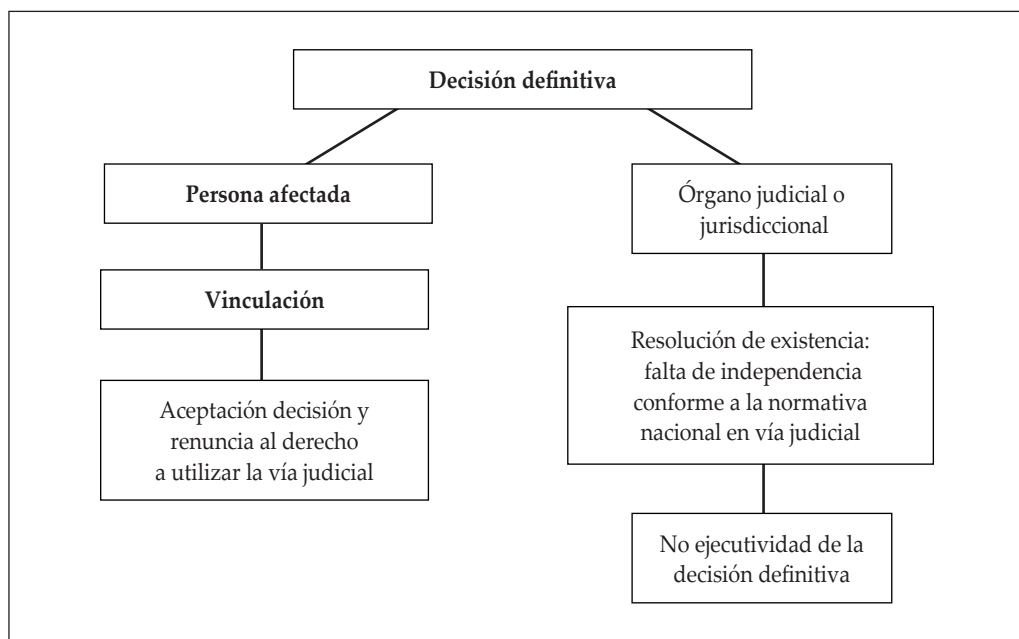 Decisión definitiva
Persona afectada
Vinculación
Aceptación decisión y
renuncia al derecho
a utilizar la vía judicial
Órgano judicial o
jurisdiccional
Resolución de existencia:
falta de independencia
conforme a la normativa
nacional en vía judicial
No ejecutividad de la
decisión definitiva